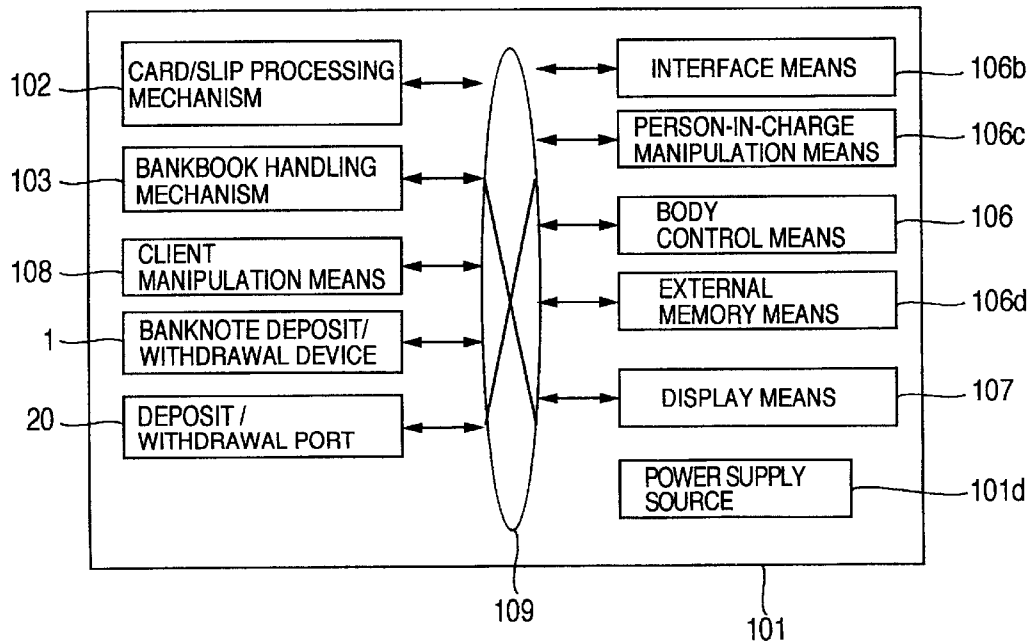 102
CARD/SLIP PROCESSING
MECHANISM
103
BANKBOOK HANDLING
MECHANISM
108
CLIENT
MANIPULATION MEANS
1
BANKNOTE DEPOSIT/
WITHDRAWAL DEVICE
20
DEPOSIT /
WITHDRAWAL PORT
INTERFACE MEANS
106b
PERSON-IN-CHARGE
MANIPULATION MEANS
106c
BODY
CONTROL MEANS
106
EXTERNAL
MEMORY MEANS
106d
DISPLAY MEANS
107
POWER SUPPLY
SOURCE
101d
109
101